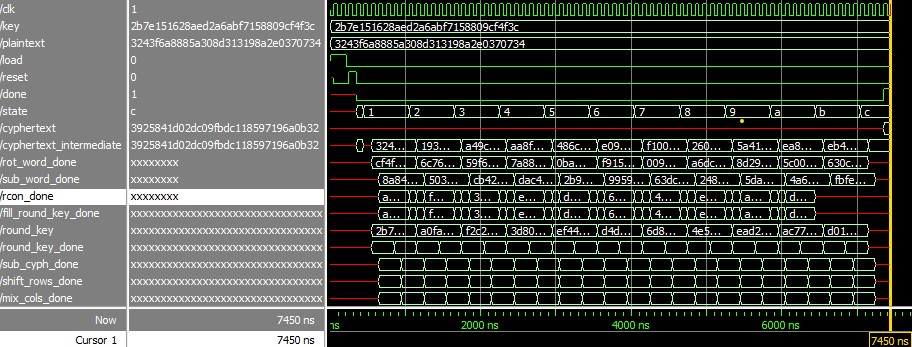 /clk 1
/key 2b7e151628aed2a6abf7158809cf4f3c 2b7e151628aed2a6abf7158809cf4f3c
/plaintext 3243f6a8885a308d313198a2e0370734 3243f6a8885a308d313198a2e0370734
/load 0
/reset 0
/done 1
/state c 1 2 3 4 5 6 7 8 9 a b c
/cyphertext 3925841d02dc09fbdc118597196a0b32
/cyphertext_intermediate 3925841d02dc09fbdc118597196a0b32 324... 193... a49c... aa8f... 486c... e09... f100... 260... 5a41... ea8... eb4...
/rot_word_done xxxxxxxx cf4f... 6c76... 59f6... 7a88... 0ba... f915... 009... a6dc... 8d29... 5c00... 630c...
/sub_word_done xxxxxxxx 8a84... 503... cb42... dac4... 2b9... 9959... 63dc... 248... 5da... 4a6... fbfe...
/rcon_done xxxxxxxx a... f... 3... e... d... 6... 4... e... a... d...
/fill_round_key_done xxxxxxxxxxxxxxxxxxxxxxxxxxxxxxxx a... f... 3... e... d... 6... 4... e... a... d...
/round_key xxxxxxxxxxxxxxxxxxxxxxxxxxxxxxxx 2b7... a0fa... f2c2... 3d80... ef44... d4d... 6d8... 4e5... ead2... ac77... d01...
/round_key_done xxxxxxxxxxxxxxxxxxxxxxxxxxxxxxxx
/sub_cyph_done xxxxxxxxxxxxxxxxxxxxxxxxxxxxxxxx
/shift_rows_done xxxxxxxxxxxxxxxxxxxxxxxxxxxxxxxx
/mix_cols_done xxxxxxxxxxxxxxxxxxxxxxxxxxxxxxxx
Now 7450 ns ns 2000 ns 4000 ns 6000 ns
Cursor 1 7450 ns 7450 ns